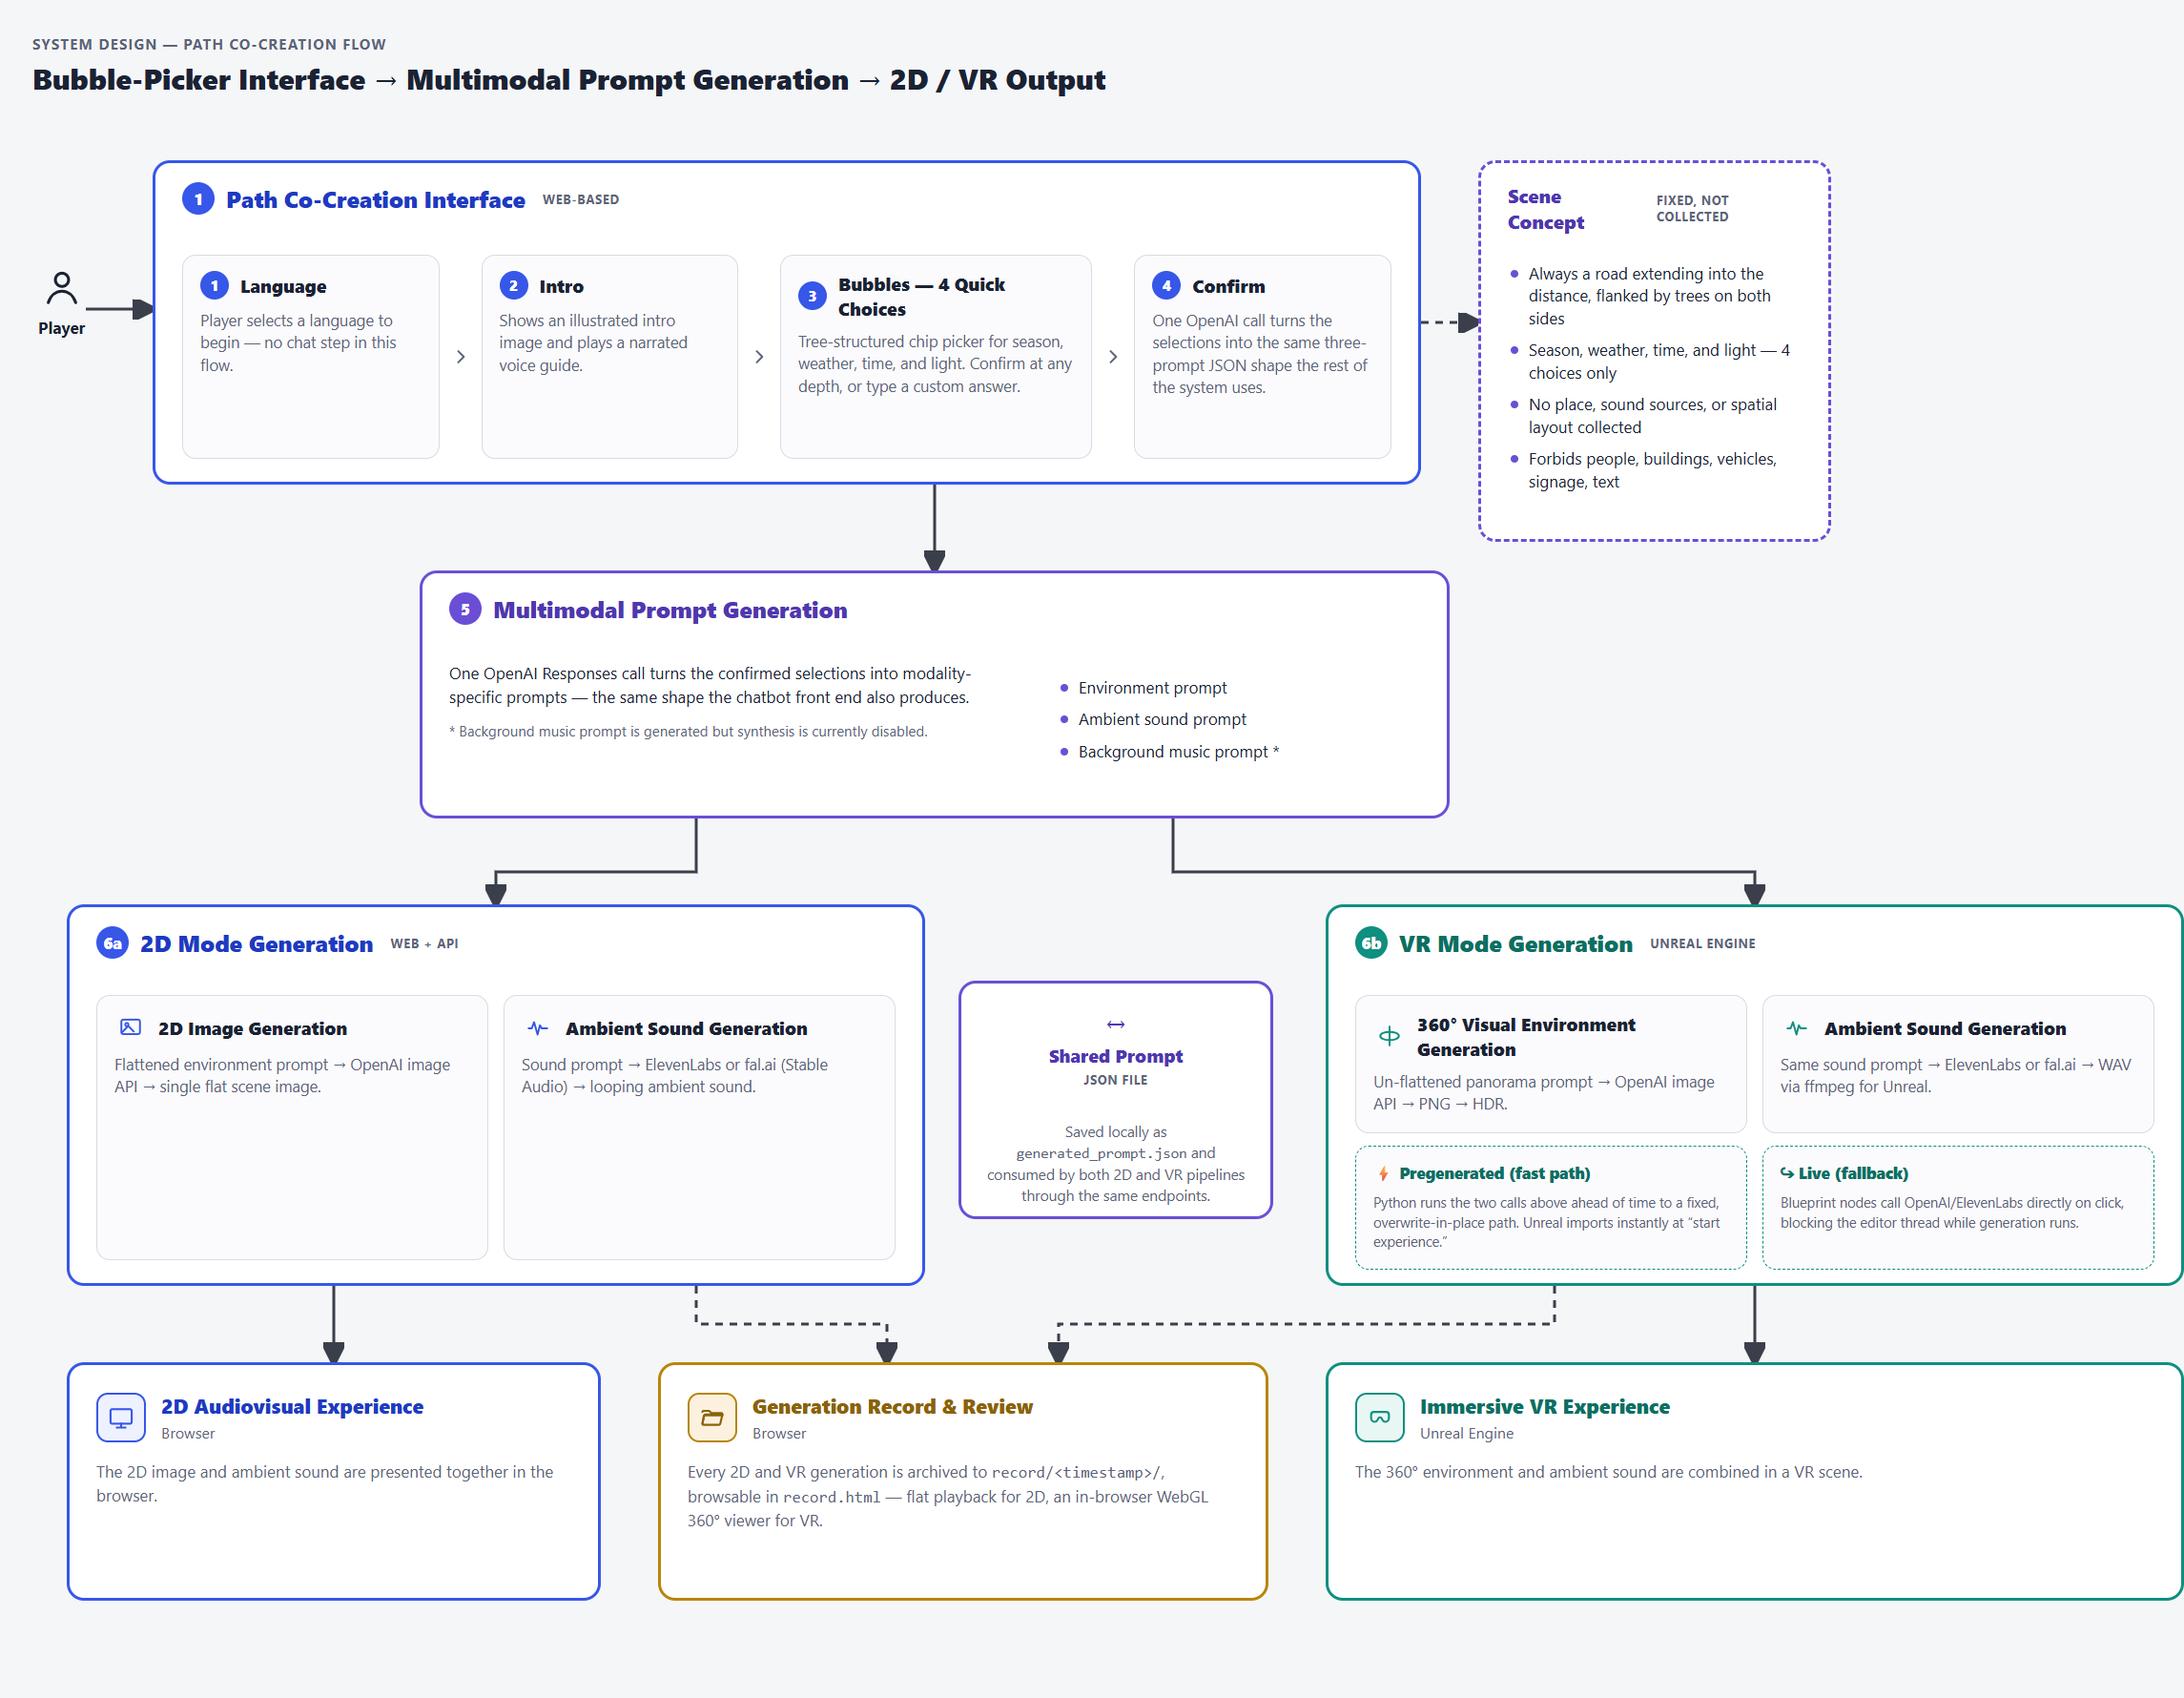 SYSTEM DESIGN — PATH CO-CREATION FLOW
Bubble-Picker Interface → Multimodal Prompt Generation → 2D / VR Output
Player
1 Path Co-Creation Interface WEB-BASED
1 Language
Player selects a language to
begin — no chat step in this
flow.
2 Intro
Shows an illustrated intro
image and plays a narrated
voice guide.
3 Bubbles — 4 Quick
Choices
Tree-structured chip picker for season,
weather, time, and light. Confirm at any
depth, or type a custom answer.
4 Confirm
One OpenAI call turns the
selections into the same three-
prompt JSON shape the rest of
the system uses.
Scene
Concept
FIXED, NOT
COLLECTED
Always a road extending into the
distance, flanked by trees on both
sides
Season, weather, time, and light — 4
choices only
No place, sound sources, or spatial
layout collected
Forbids people, buildings, vehicles,
signage, text
5 Multimodal Prompt Generation
One OpenAI Responses call turns the confirmed selections into modality-
specific prompts — the same shape the chatbot front end also produces.
* Background music prompt is generated but synthesis is currently disabled.
Environment prompt
Ambient sound prompt
Background music prompt *
6a 2D Mode Generation WEB + API
2D Image Generation
Flattened environment prompt → OpenAI image
API → single flat scene image.
Ambient Sound Generation
Sound prompt → ElevenLabs or fal.ai (Stable
Audio) → looping ambient sound.
↔
Shared Prompt
JSON FILE
Saved locally as
generated_prompt.json and
consumed by both 2D and VR pipelines
through the same endpoints.
6b VR Mode Generation UNREAL ENGINE
360° Visual Environment
Generation
Un-flattened panorama prompt → OpenAI image
API → PNG → HDR.
Ambient Sound Generation
Same sound prompt → ElevenLabs or fal.ai → WAV
via ffmpeg for Unreal.
⚡ Pregenerated (fast path)
Python runs the two calls above ahead of time to a fixed,
overwrite-in-place path. Unreal imports instantly at “start
experience.”
↪ Live (fallback)
Blueprint nodes call OpenAI/ElevenLabs directly on click,
blocking the editor thread while generation runs.
2D Audiovisual Experience
Browser
The 2D image and ambient sound are presented together in the
browser.
Generation Record & Review
Browser
Every 2D and VR generation is archived to record/<timestamp>/,
browsable in record.html — flat playback for 2D, an in-browser WebGL
360° viewer for VR.
Immersive VR Experience
Unreal Engine
The 360° environment and ambient sound are combined in a VR scene.